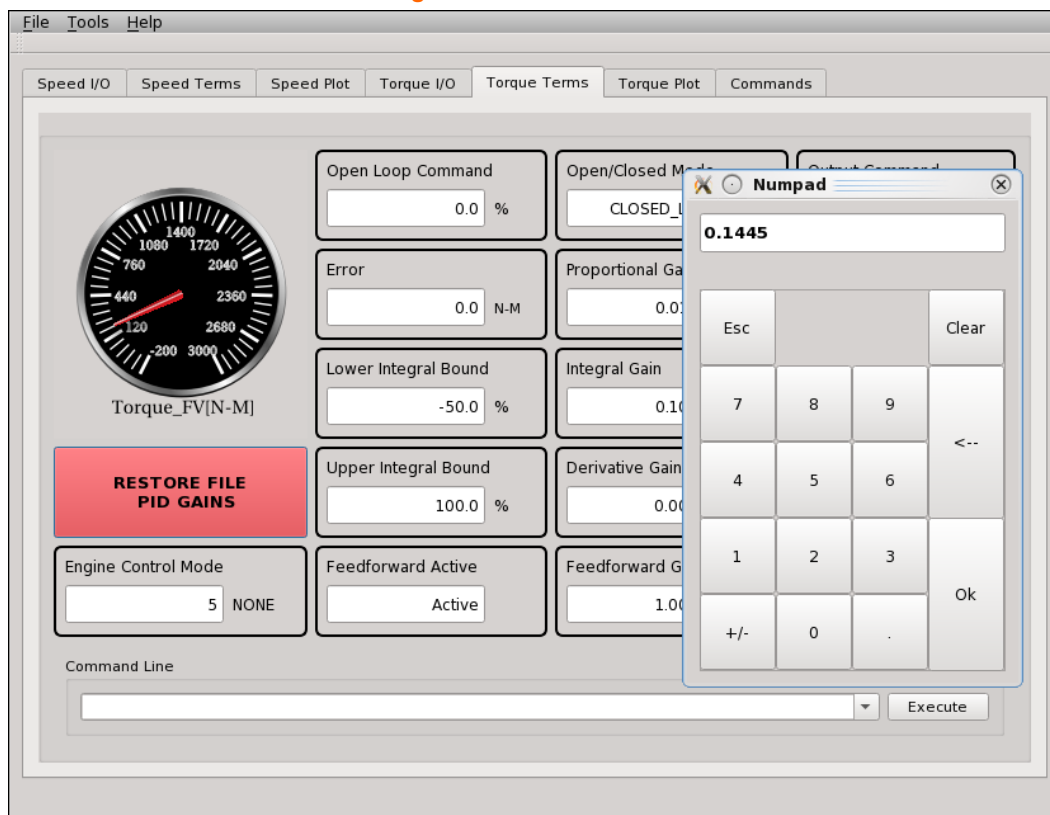 File Tools Help
Speed I/O Speed Terms Speed Plot Torque I/O Torque Terms Torque Plot Commands
1400
1080 1720
760 2040
440 2360
120 2680
-200 3000
Torque_FV[N-M]
RESTORE FILE
PID GAINS
Engine Control Mode
5 NONE
Open Loop Command
0.0 %
Error
0.0 N-M
Lower Integral Bound
-50.0 %
Upper Integral Bound
100.0 %
Feedforward Active
Active
Open/Closed
Proportional
Integral Gain
Derivative Gain
Feedforward
Numpad
0.1445
Esc Clear
7 8 9
<--
4 5 6
1 2 3
Ok
+/- 0 .
Command Line
Execute